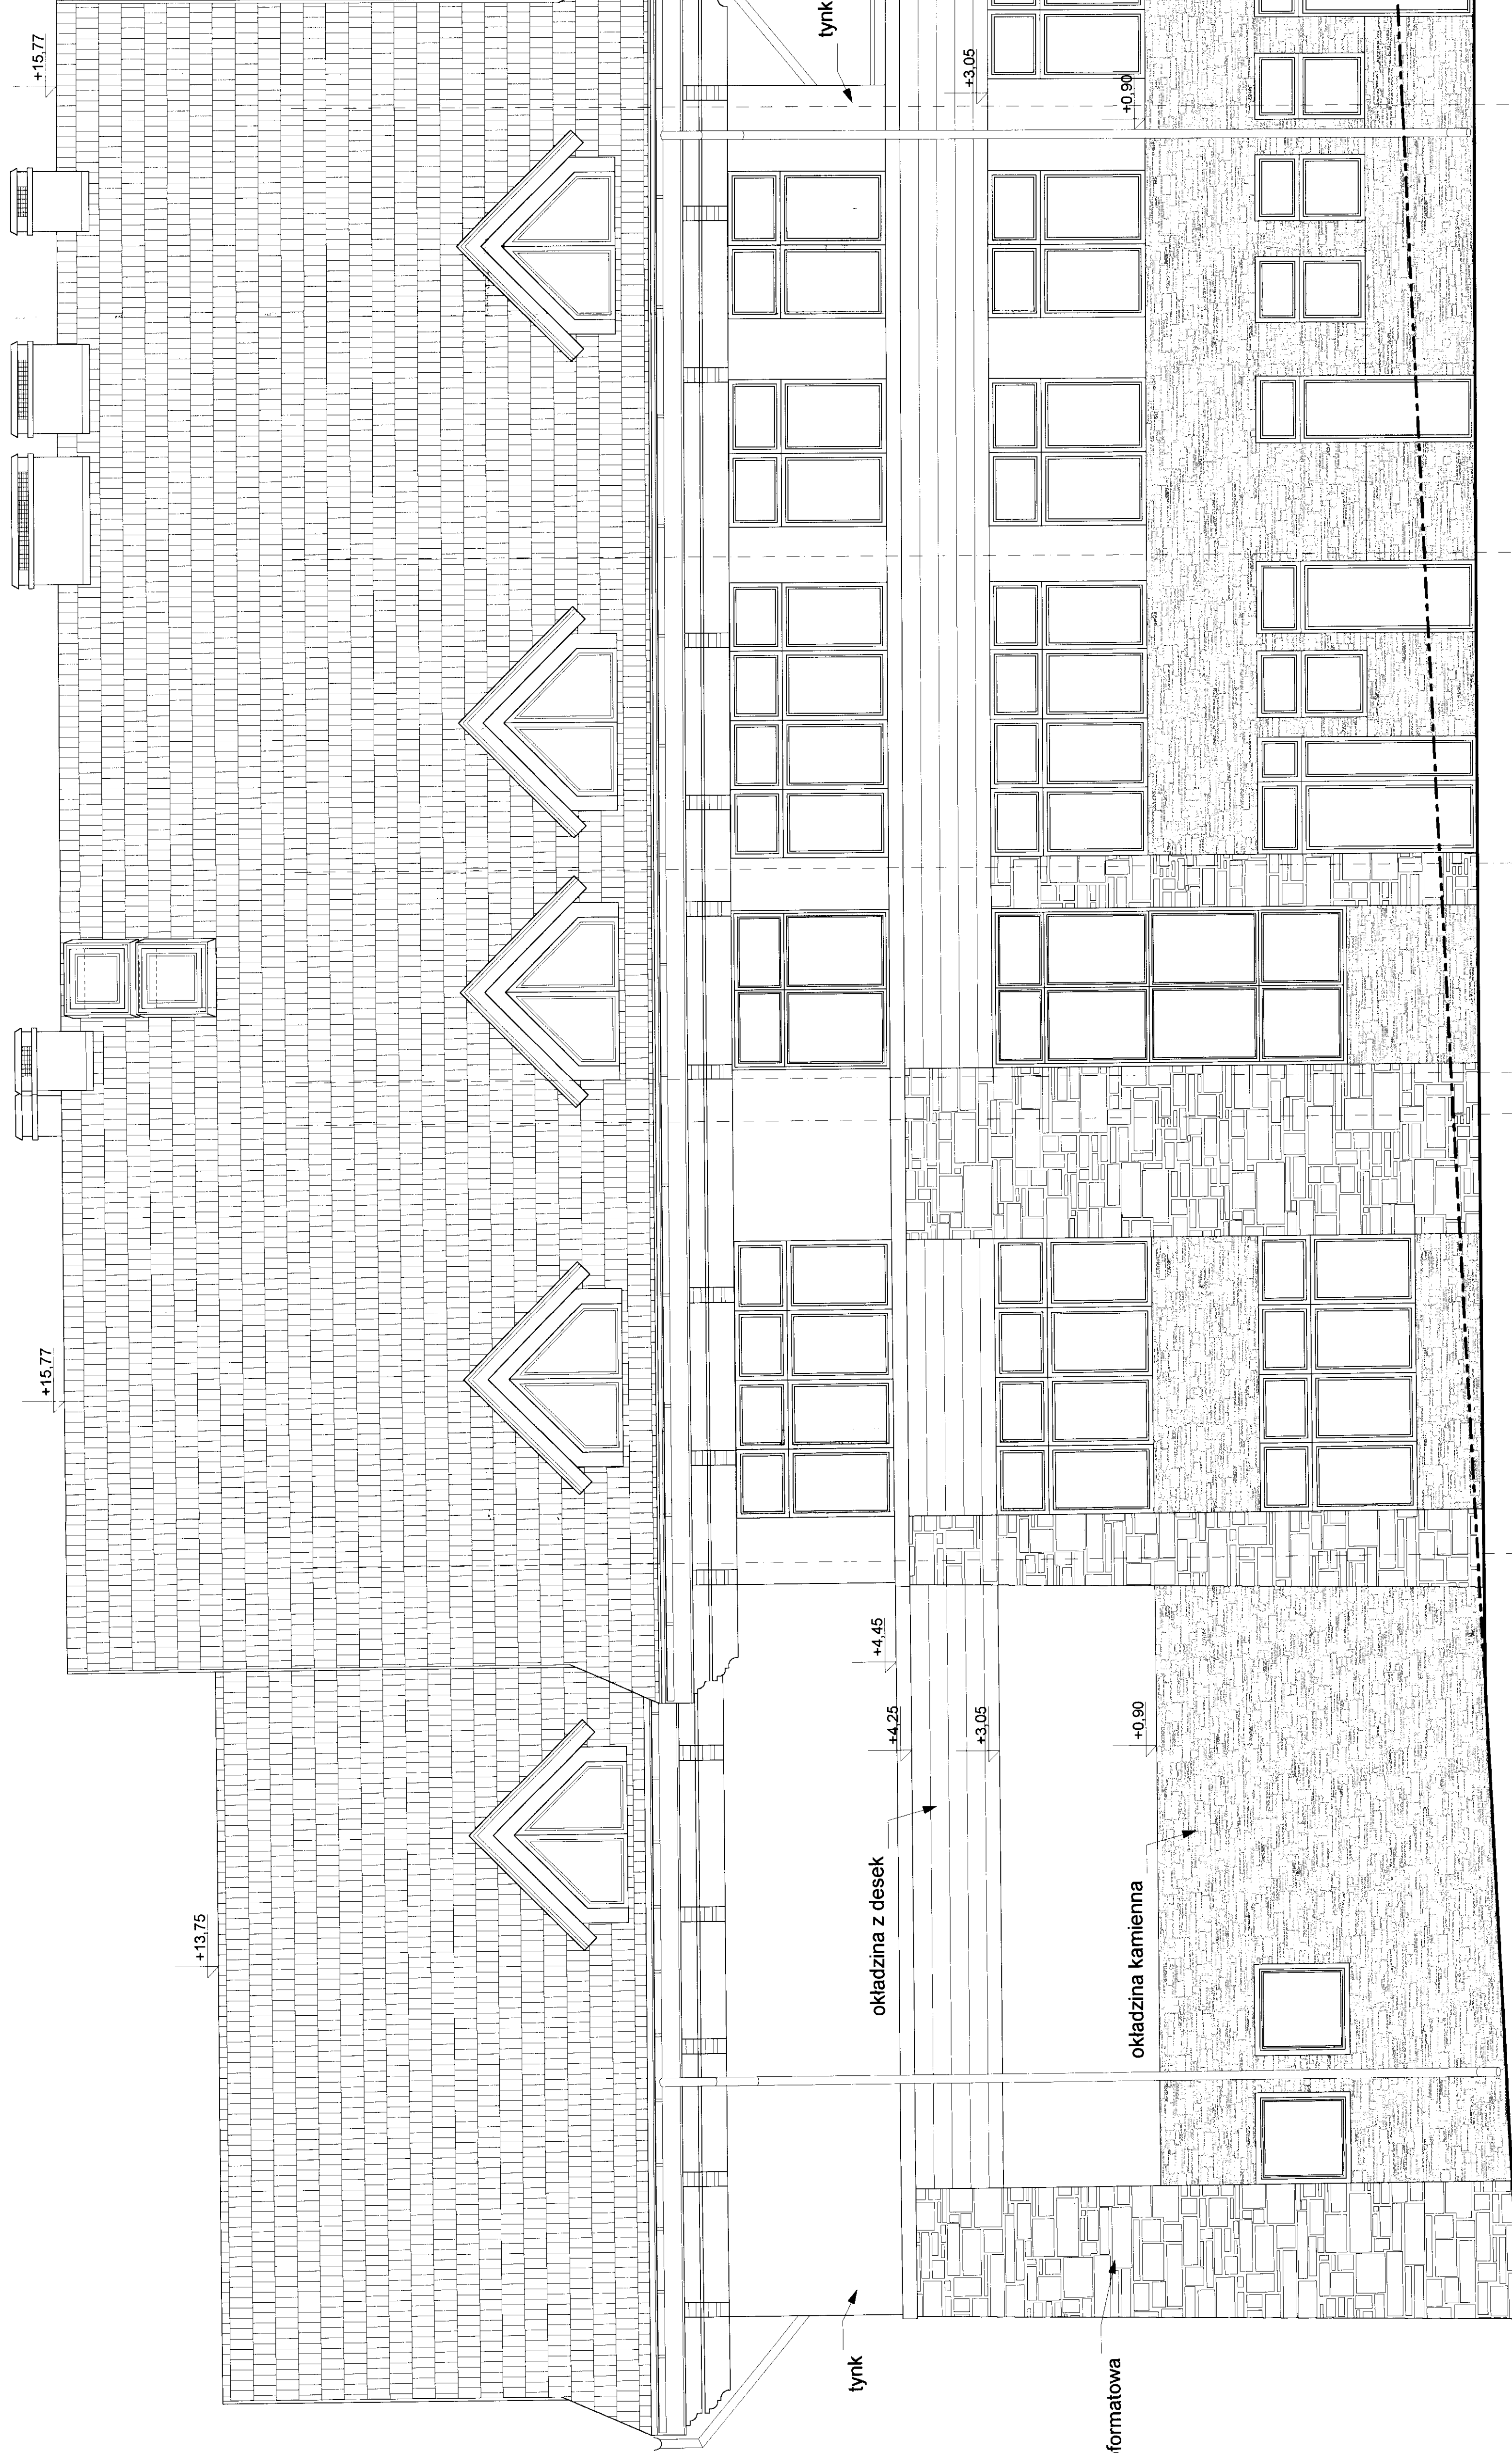 +15,77
+15,77
+13,75
tynk
+3,05
+0,90
+4,45
+4,25
+3,05
+0,90
okładzina z desek
okładzina kamienna
tynk
oformatowa